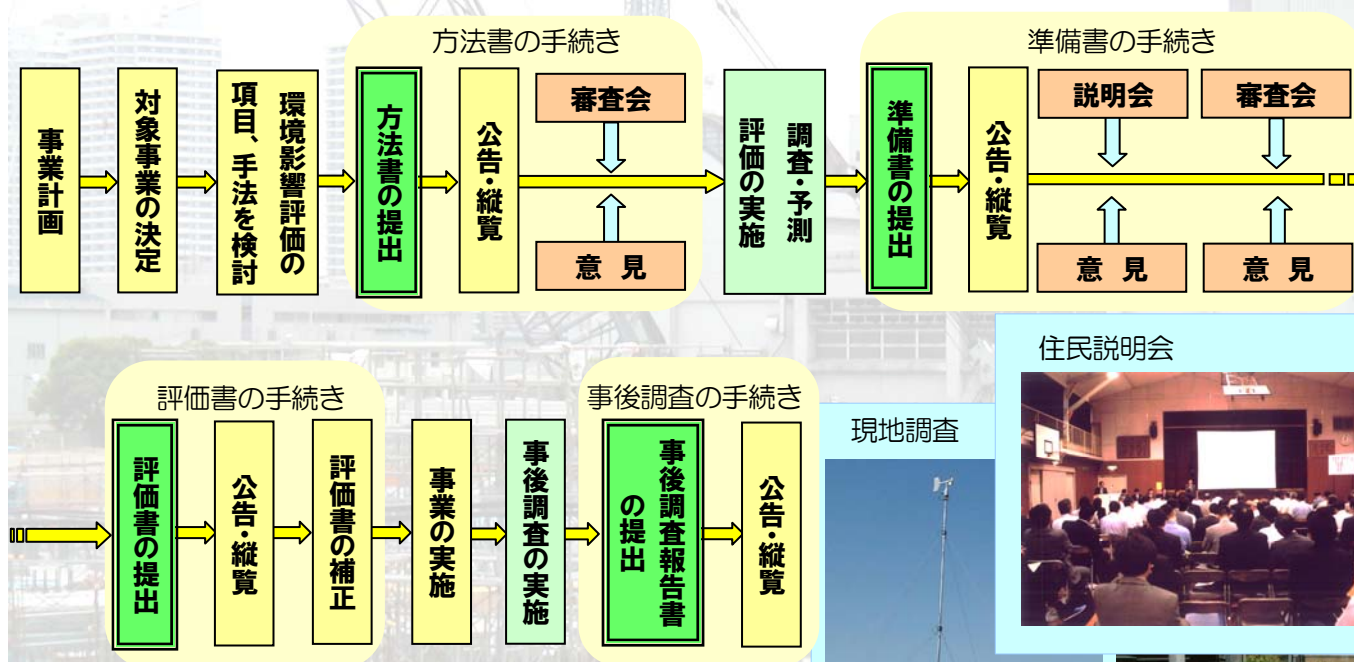 方法書の手続き
準備書の手続き
事業計画
対象事業の決定
環境影響評価の
項目、手法を検討
方法書の提出
公告・縦覧
審査会
意 見
調査・予測
評価の実施
準備書の提出
公告・縦覧
説明会
審査会
意 見
意 見
評価書の手続き
事後調査の手続き
評価書の提出
公告・縦覧
評価書の補正
事業の実施
事後調査の実施
事後調査報告書
の提出
公告・縦覧
現地調査
住民説明会